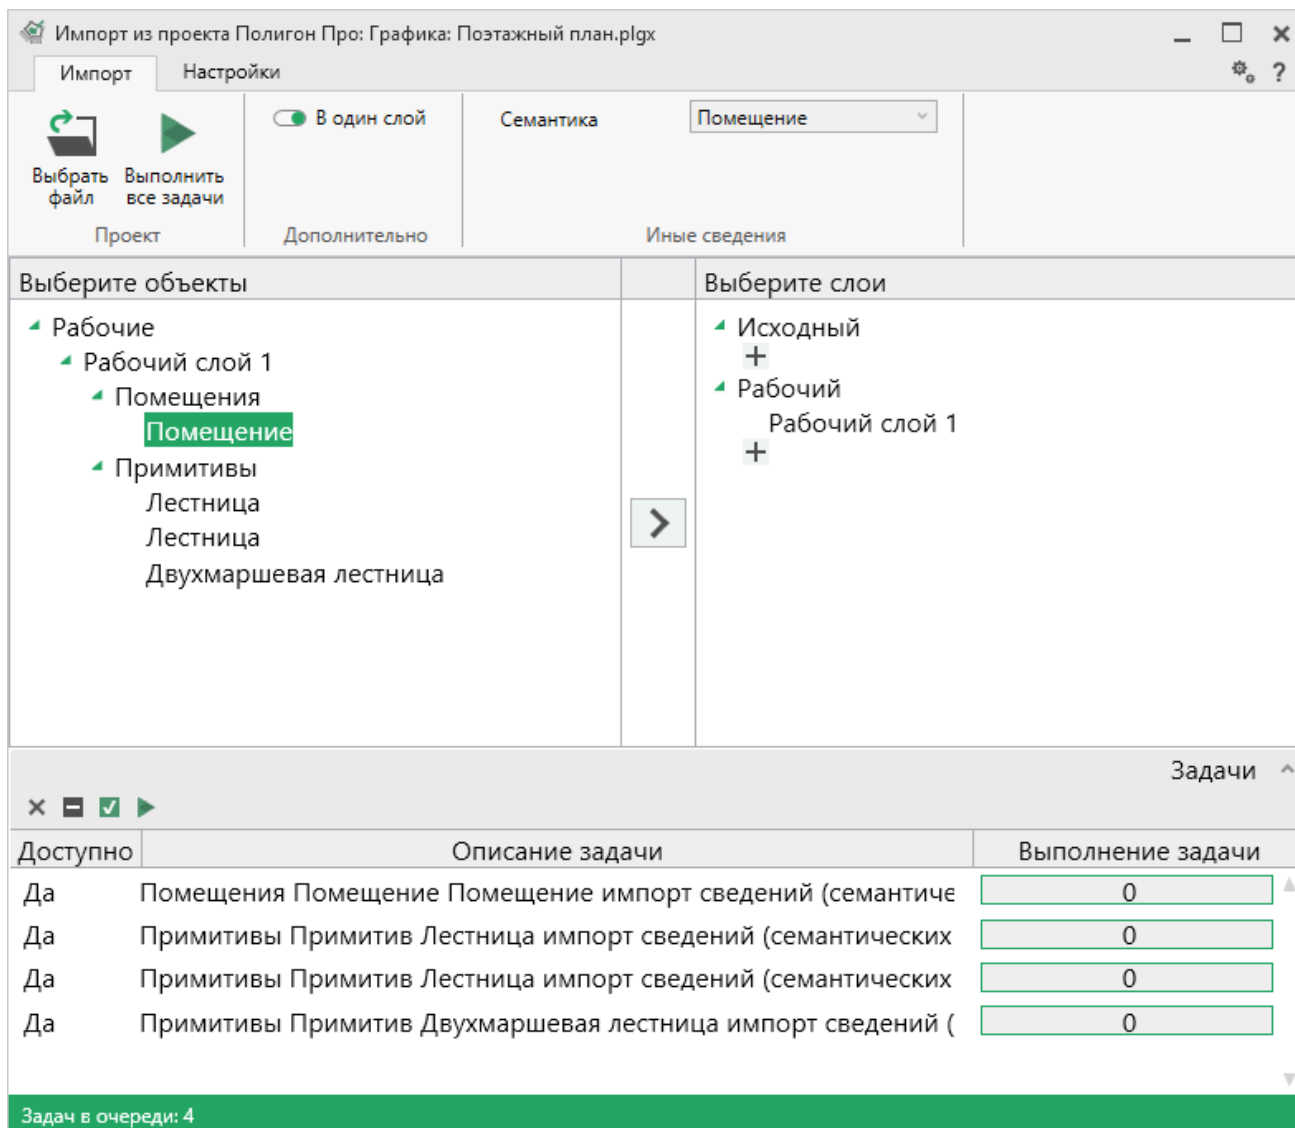 Импорт из проекта Полигон Про: Графика: Поэтажный план.plgx
Импорт Настройки ?
В один слой Семантика Помещение
Выбрать файл Выполнить все задачи
Проект Дополнительно Иные сведения
Выберите объекты Выберите слои
Рабочие
Рабочий слой 1
Помещения
Помещение
Примитивы
Лестница
Лестница
Двухмаршевая лестница
Исходный
+
Рабочий
Рабочий слой 1
+
Задачи
Доступно Описание задачи Выполнение задачи
Да Помещения Помещение Помещение импорт сведений (семантиче 0
Да Примитивы Примитив Лестница импорт сведений (семантических 0
Да Примитивы Примитив Лестница импорт сведений (семантических 0
Да Примитивы Примитив Двухмаршевая лестница импорт сведений ( 0
Задач в очереди: 4